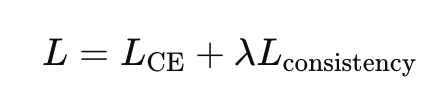 L = L_CE + λL_consistency